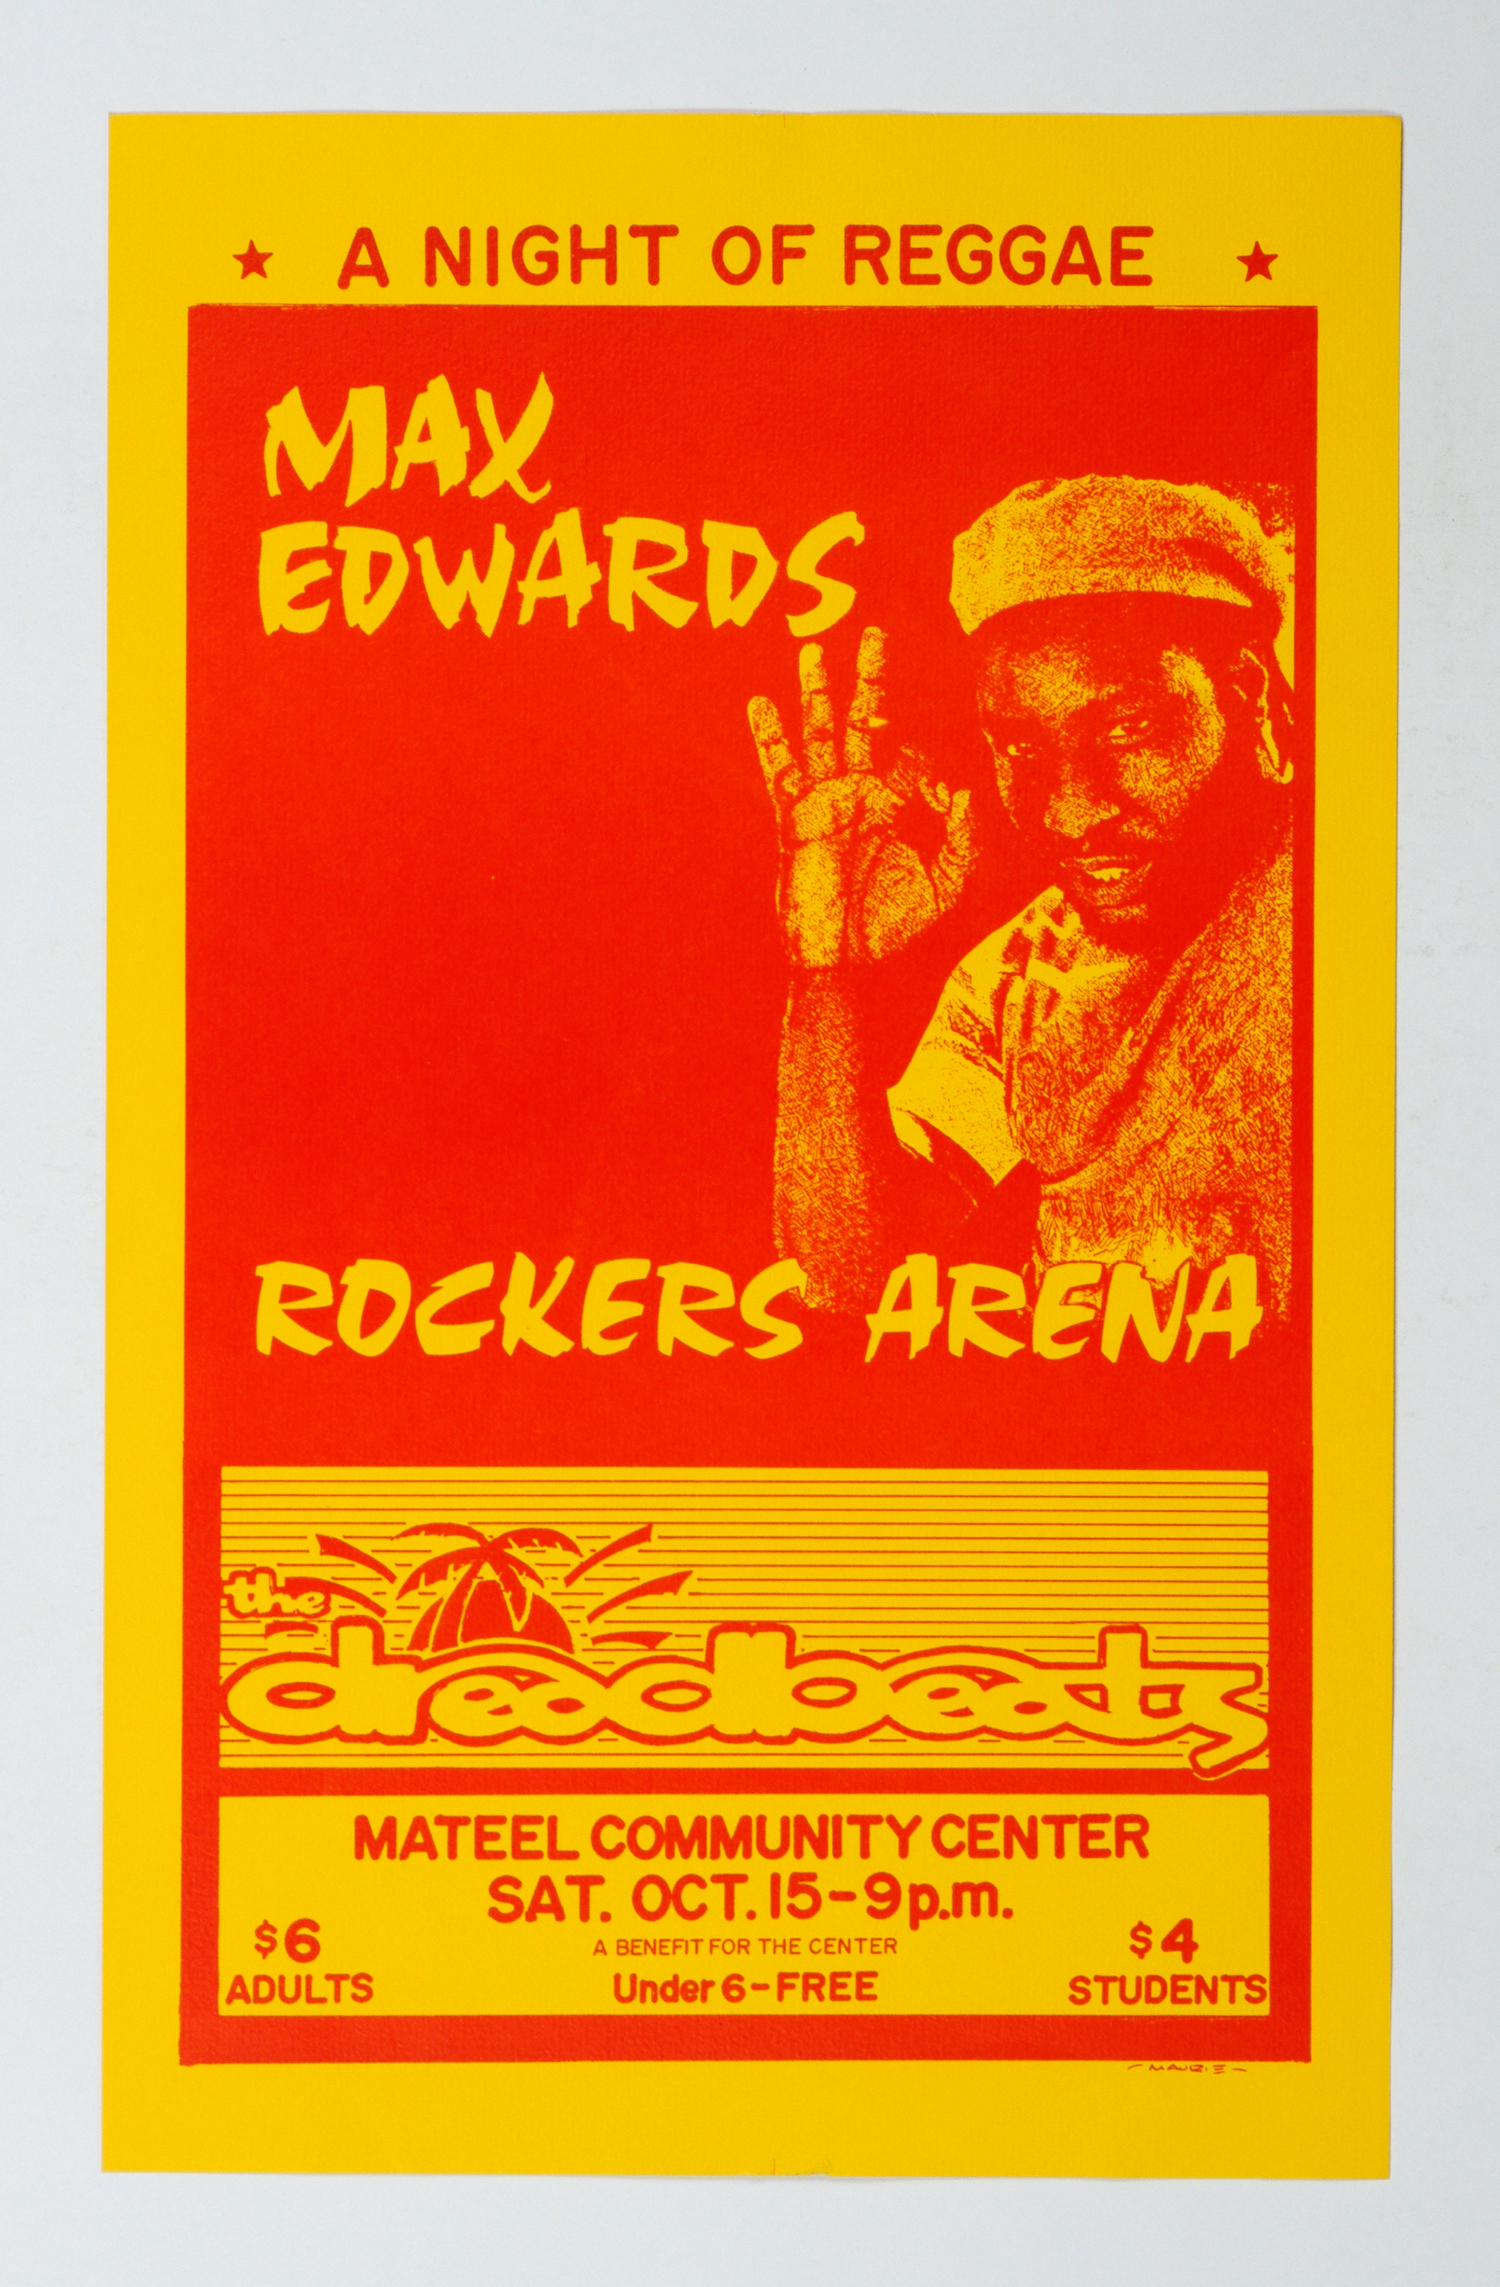 ★ A NIGHT OF REGGAE ★
MAX
EDWARDS
ROCKERS ARENA
the
dreadbeats
MATEEL COMMUNITY CENTER
SAT. OCT. 15-9p.m.
A BENEFIT FOR THE CENTER
$6
ADULTS
Under 6-FREE
$4
STUDENTS
-MAURIE-